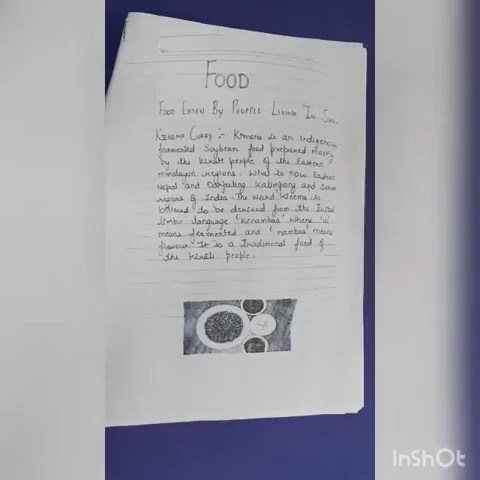 FOOD
FOOD EATEN BY PEOPLE LIVING IN
KINEMA CURRY :- Kinema is an Indigenous
fermented Soybean food prepared mainly
by the Kirati people of the Eastern
Himalayan regions. What is now Eastern
Nepal and Darjeeling Kalimpong and
regions of India. The word Kinema is
believed to be derived from the
limbu language "Kinambaa" where 'Ki'
means fermented and 'nambaa' means
flavour. It is a Traditional food of
the Kirati people.
InShOt